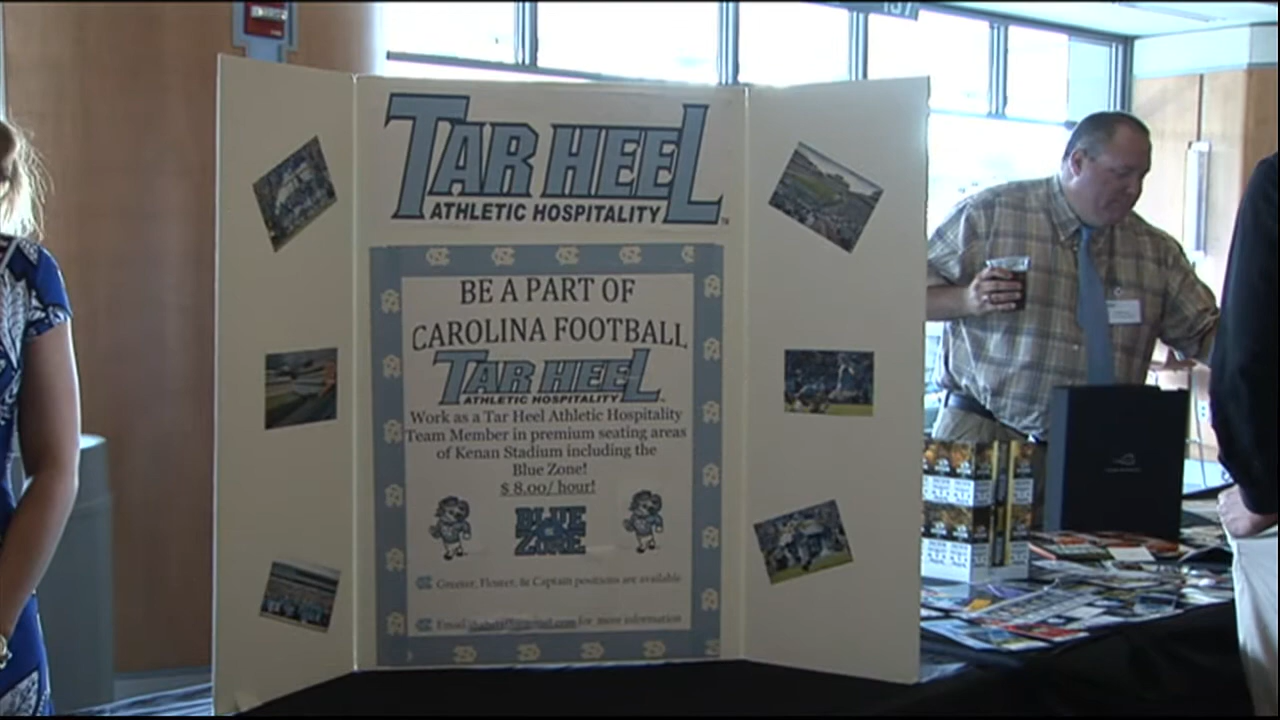 TAR HEEL
ATHLETIC HOSPITALITY
BE A PART OF
CAROLINA FOOTBALL
TAR HEEL
ATHLETIC HOSPITALITY
Work as a Tar Heel Athletic Hospitality
Team Member in premium seating areas
of Kenan Stadium including the
Blue Zone!
$ 8.00/ hour!
BLUE
ZONE
Greeter, Floater, & Captain positions are available
Email for more information